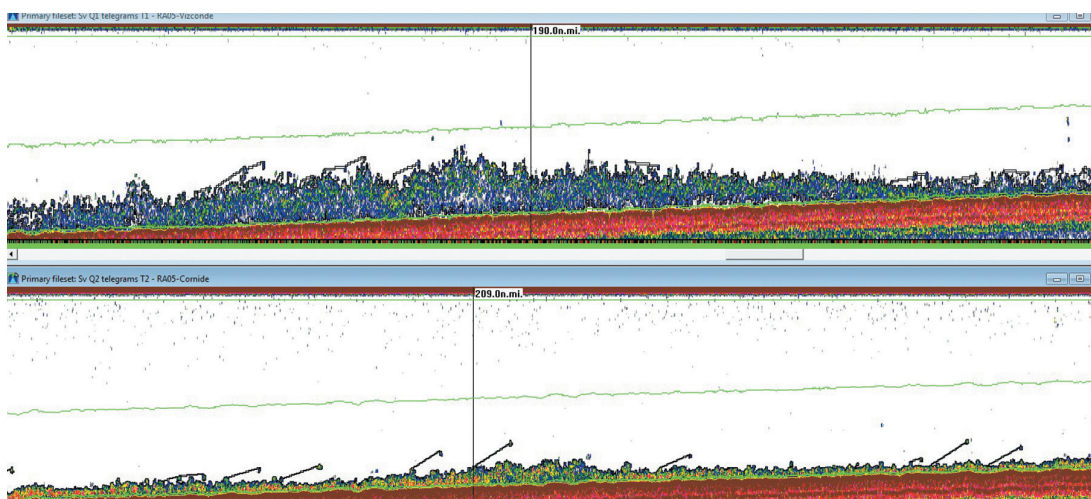 Primary fileset: Sv Q1 telegrams T1 - RA05-Vizconde
190.0n.mi.
Primary fileset: Sv Q2 telegrams T2 - RA05-Cornide
209.0n.mi.